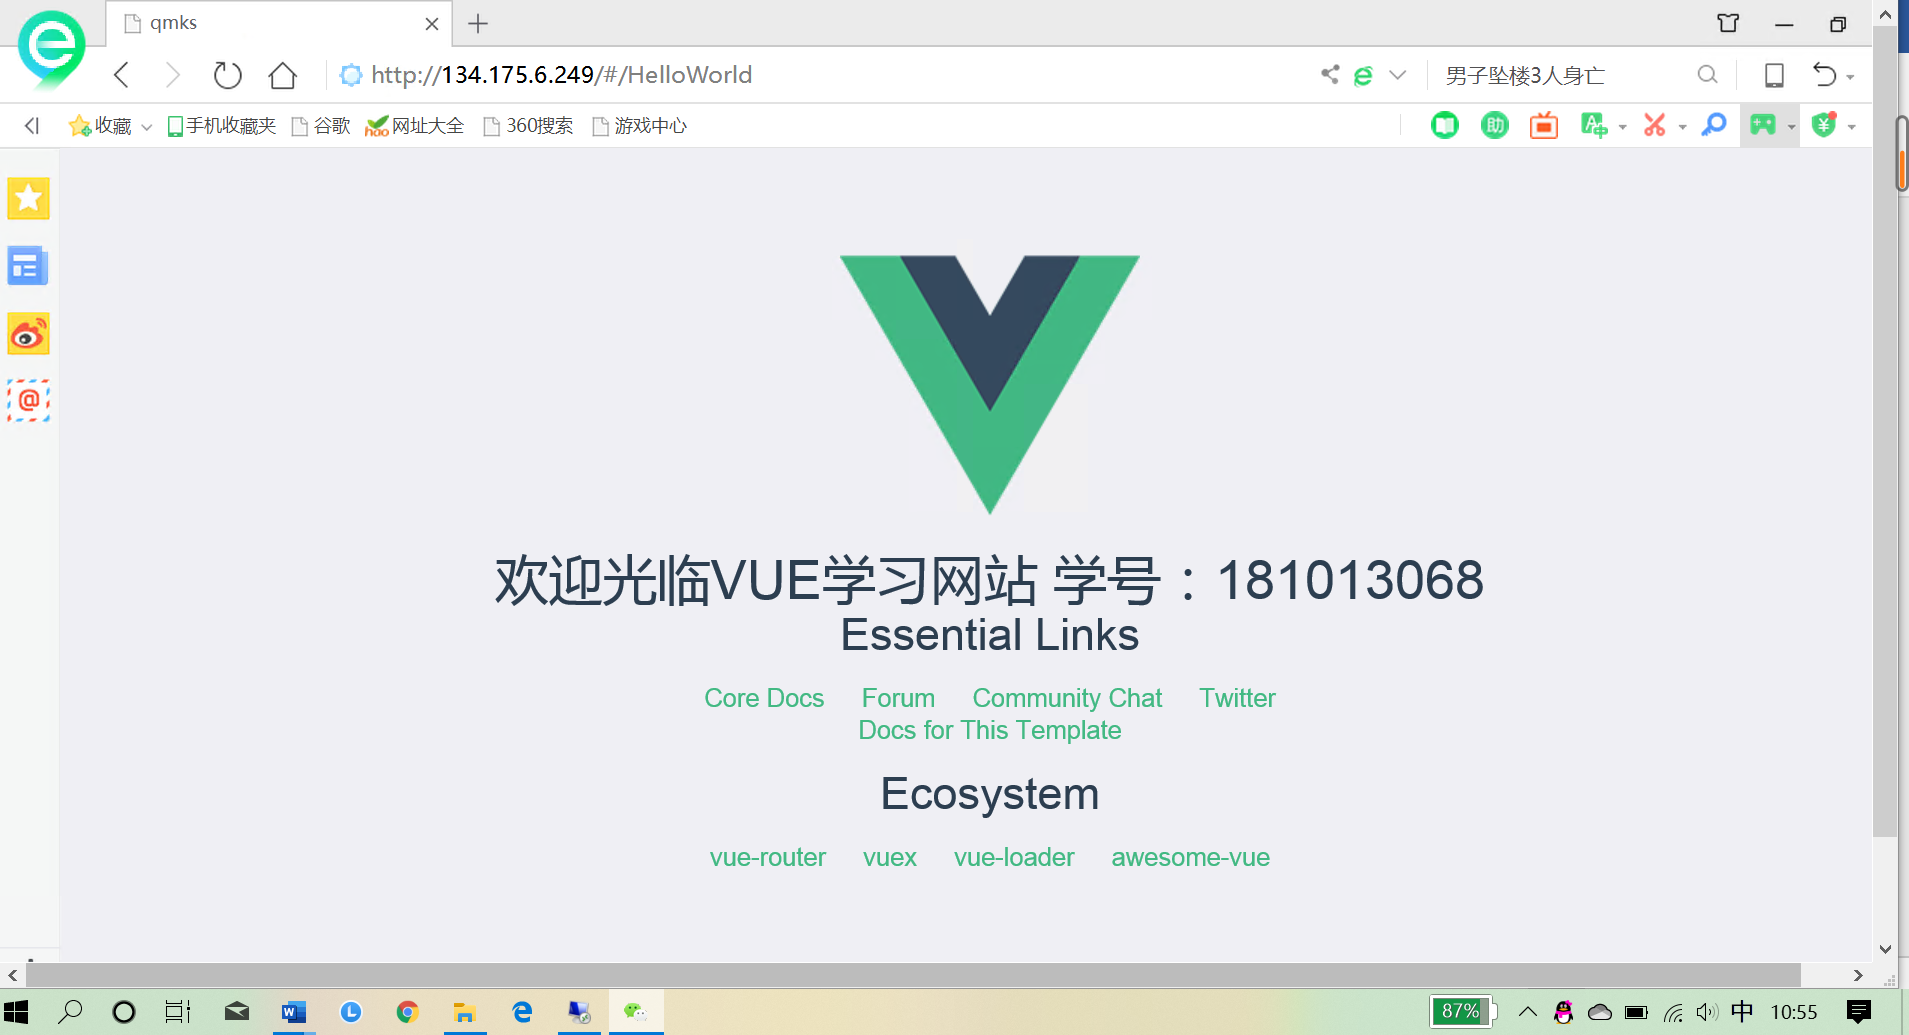 qmks
http://134.175.6.249/#/HelloWorld
男子坠楼3人身亡
收藏 手机收藏夹 谷歌 hao 网址大全 360搜索 游戏中心
助
欢迎光临VUE学习网站 学号：181013068
Essential Links
Core Docs Forum Community Chat Twitter
Docs for This Template
Ecosystem
vue-router vuex vue-loader awesome-vue
87% 中 10:55